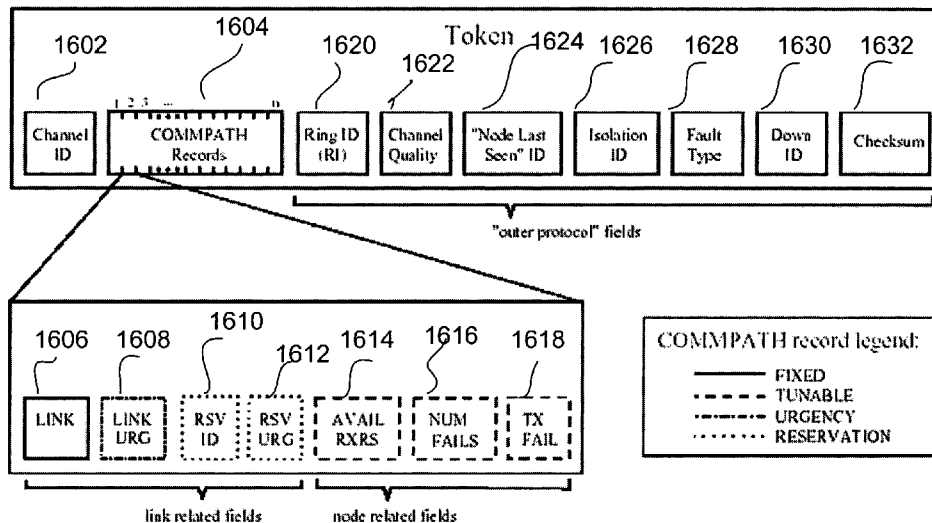 Token
1602 1604 1620 1622 1624 1626 1628 1630 1632
1 2 3 ... n
Channel ID
COMMPATH Records
Ring ID (RI)
Channel Quality
"Node Last Seen" ID
Isolation ID
Fault Type
Down ID
Checksum
"outer protocol" fields
1606 1608 1610 1612 1614 1616 1618
LINK
LINK URG
RSV ID
RSV URG
AVAIL RXRS
NUM FAILS
TX FAIL
link related fields
node related fields
COMMPATH record legend:
FIXED
TUNABLE
URGENCY
RESERVATION